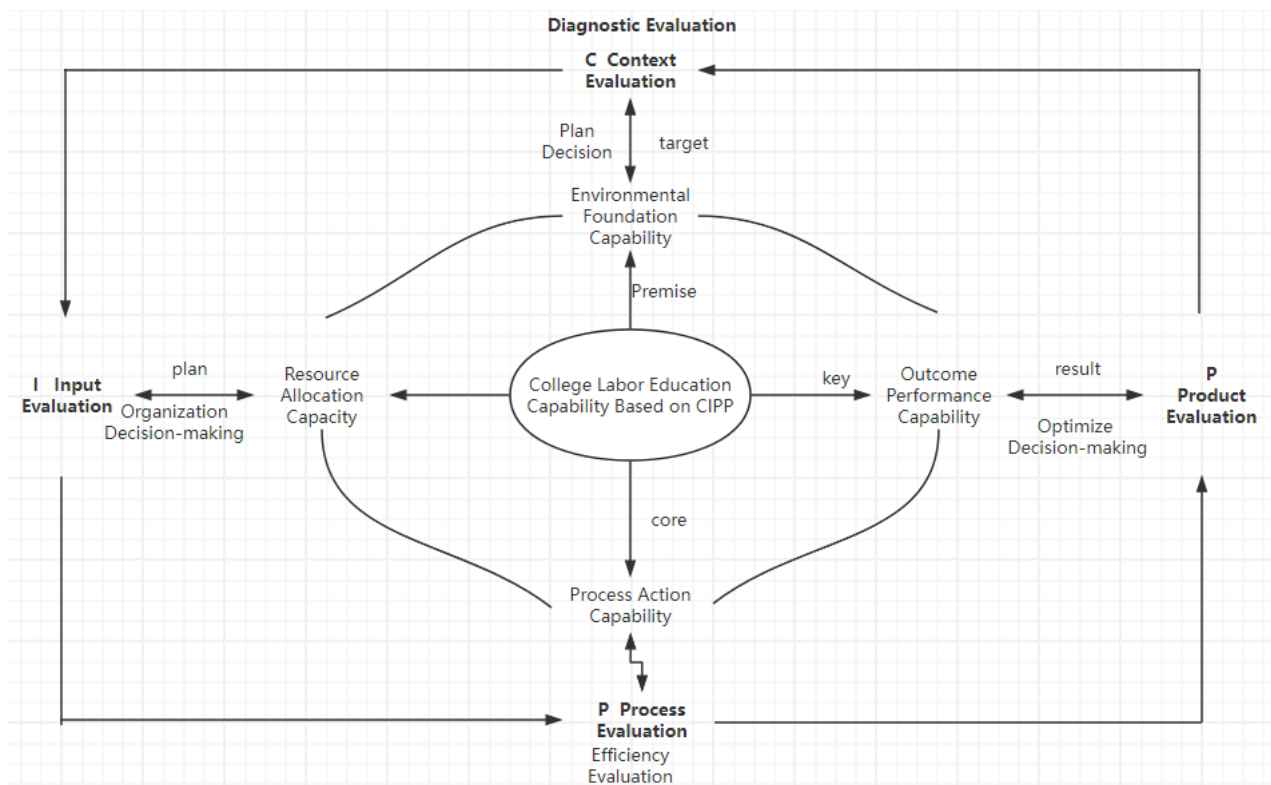 Diagnostic Evaluation
C Context
Evaluation
Plan
Decision
target
Environmental
Foundation
Capability
Premise
I Input
Evaluation
plan
Organization
Decision-making
Resource
Allocation
Capacity
College Labor Education
Capability Based on CIPP
key
Outcome
Performance
Capability
result
Optimize
Decision-making
P
Product
Evaluation
core
Process Action
Capability
P Process
Evaluation
Efficiency
Evaluation